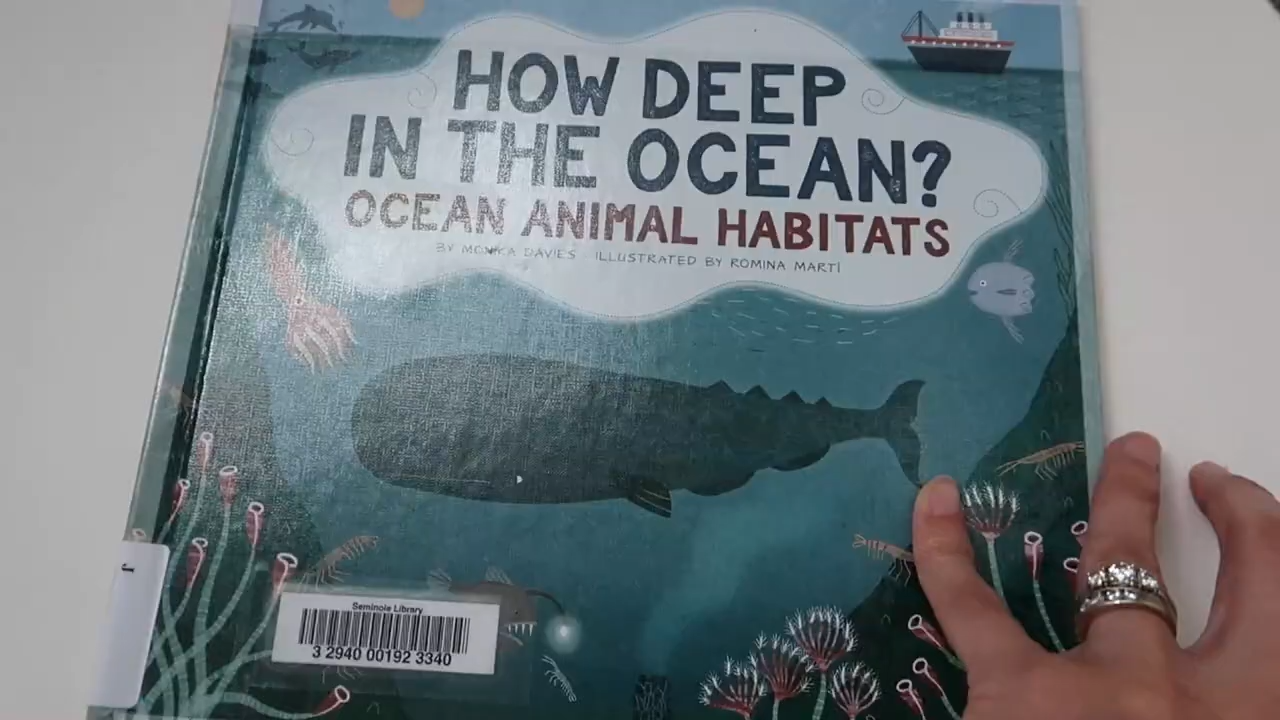 HOW DEEP
IN THE OCEAN?
OCEAN ANIMAL HABITATS
BY MONIKA DAVIES ILLUSTRATED BY ROMINA MARTÍ
J
Seminole Library
3 2940 00192 3340